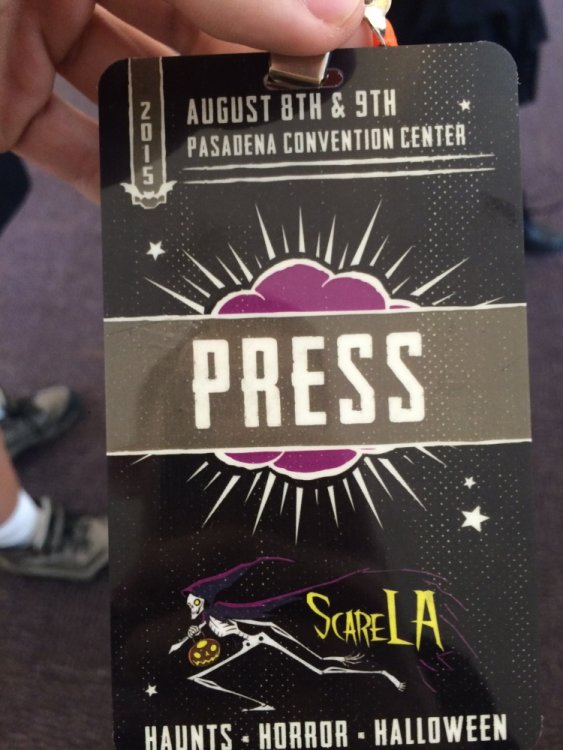 2015
AUGUST 8TH & 9TH
PASADENA CONVENTION CENTER
PRESS
SCARELA
HAUNTS · HORROR · HALLOWEEN